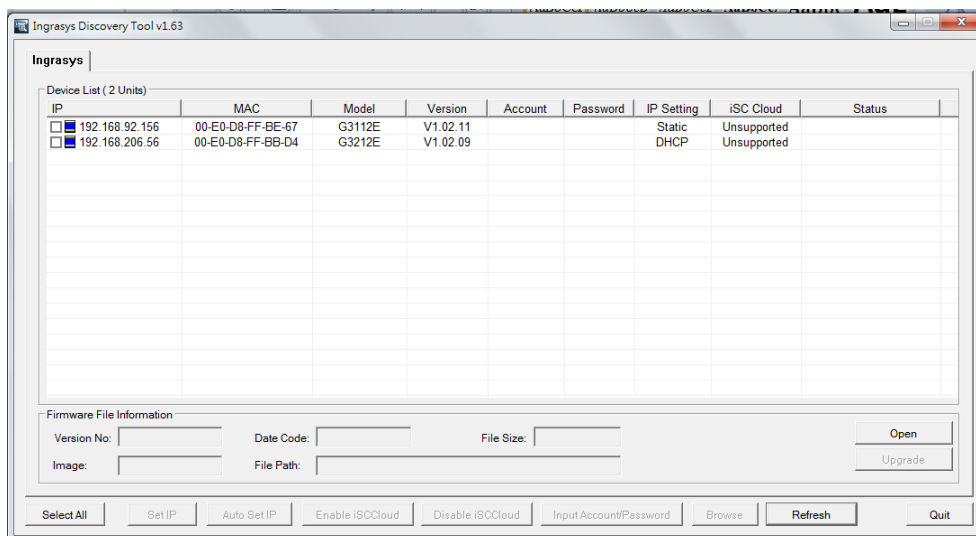 Ingrasys Discovery Tool v1.63
Ingrasys
Device List ( 2 Units)
IP MAC Model Version Account Password IP Setting iSC Cloud Status
192.168.92.156 00-E0-D8-FF-BE-67 G3112E V1.02.11 Static Unsupported
192.168.206.56 00-E0-D8-FF-BB-D4 G3212E V1.02.09 DHCP Unsupported
Firmware File Information
Version No: Date Code: File Size: Open
Image: File Path: Upgrade
Select All Set IP Auto Set IP Enable iSCCloud Disable iSCCloud Input Account/Password Browse Refresh Quit